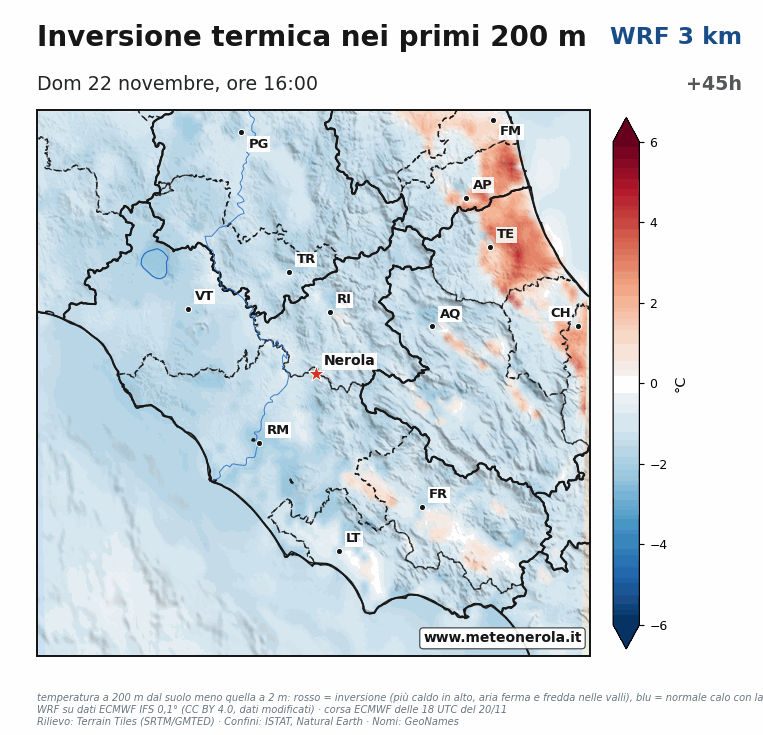 Inversione termica nei primi 200 m WRF 3 km
Dom 22 novembre, ore 16:00 +45h
FM
PG
AP
TE
TR
VT
RI
AQ
CH.
Nerola
RM
FR
LT
www.meteonerola.it
6
4
2
0
−2
−4
−6
°C
temperatura a 200 m dal suolo meno quella a 2 m: rosso = inversione (più caldo in alto, aria ferma e fredda nelle valli), blu = normale calo con la
WRF su dati ECMWF IFS 0,1° (CC BY 4.0, dati modificati) · corsa ECMWF delle 18 UTC del 20/11
Rilievo: Terrain Tiles (SRTM/GMTED) · Confini: ISTAT, Natural Earth · Nomi: GeoNames